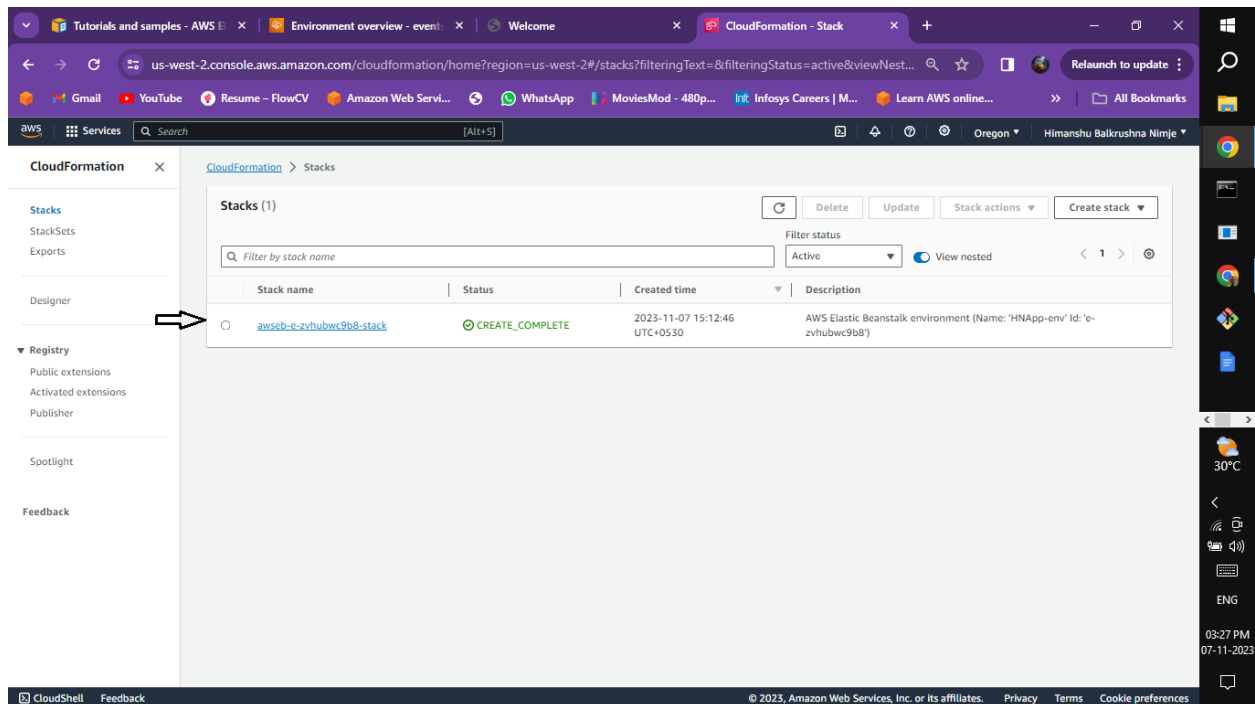 Tutorials and samples - AWS El
Environment overview - events
Welcome
CloudFormation - Stack
us-west-2.console.aws.amazon.com/cloudformation/home?region=us-west-2#/stacks?filteringText=&filteringStatus=active&viewNest...
Relaunch to update
Gmail
YouTube
Resume – FlowCV
Amazon Web Servi...
WhatsApp
MoviesMod - 480p...
Infosys Careers | M...
Learn AWS online...
»
All Bookmarks
aws
Services
Search
[Alt+S]
Oregon
Himanshu Balkrushna Nimje
CloudFormation
CloudFormation > Stacks
Stacks
StackSets
Exports
Designer
Registry
Public extensions
Activated extensions
Publisher
Spotlight
Feedback
Stacks (1)
Delete
Update
Stack actions
Create stack
Filter status
Filter by stack name
Active
View nested
1
Stack name
Status
Created time
Description
awseb-e-zvhubwc9b8-stack
CREATE_COMPLETE
2023-11-07 15:12:46
UTC+0530
AWS Elastic Beanstalk environment (Name: 'HNApp-env' Id: 'e-
zvhubwc9b8')
30°C
ENG
03:27 PM
07-11-2023
CloudShell
Feedback
© 2023, Amazon Web Services, Inc. or its affiliates.
Privacy
Terms
Cookie preferences